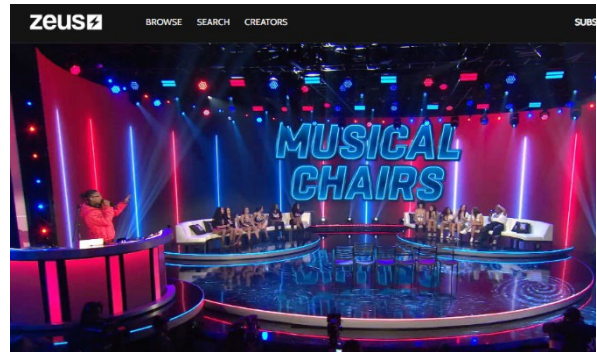 zeus
BROWSE SEARCH CREATORS SUBS
MUSICAL
CHAIRS